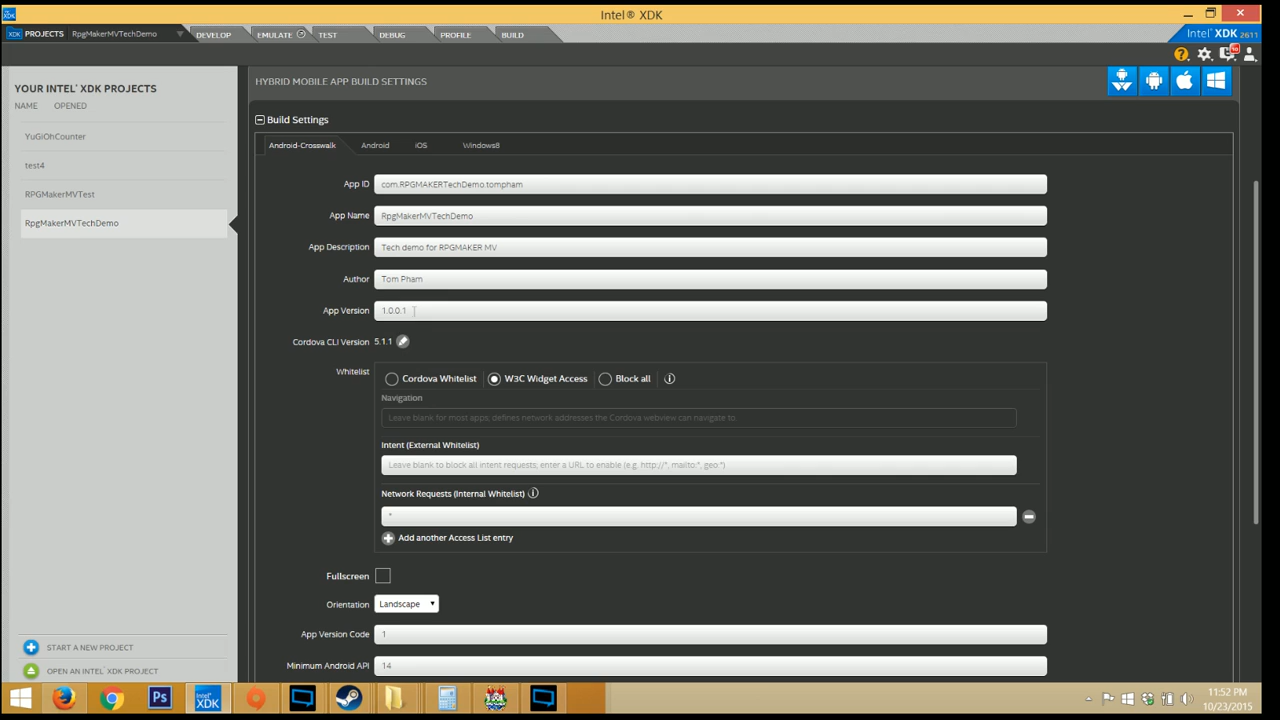 Intel® XDK
XDK PROJECTS RpgMakerMVTechDemo DEVELOP EMULATE TEST DEBUG PROFILE BUILD Intel® XDK 2611
YOUR INTEL® XDK PROJECTS
NAME OPENED
YuGiOhCounter
test4
RPGMakerMVTest
RpgMakerMVTechDemo
START A NEW PROJECT
OPEN AN INTEL® XDK PROJECT
HYBRID MOBILE APP BUILD SETTINGS
Build Settings
Android-Crosswalk Android iOS Windows8
App ID com.RPGMAKERTechDemo.tompham
App Name RpgMakerMVTechDemo
App Description Tech demo for RPGMAKER MV
Author Tom Pham
App Version 1.0.0.1
Cordova CLI Version 5.1.1
Whitelist Cordova Whitelist W3C Widget Access Block all
Navigation
Leave blank for most apps; defines network addresses the Cordova webview can navigate to
Intent (External Whitelist)
Leave blank to block all intent requests; enter a URL to enable (e.g. http://*, mailto:*, geo:*)
Network Requests (Internal Whitelist)
*
Add another Access List entry
Fullscreen
Orientation Landscape
App Version Code 1
Minimum Android API 14
Ps Intel® XDK
11:52 PM
10/23/2015